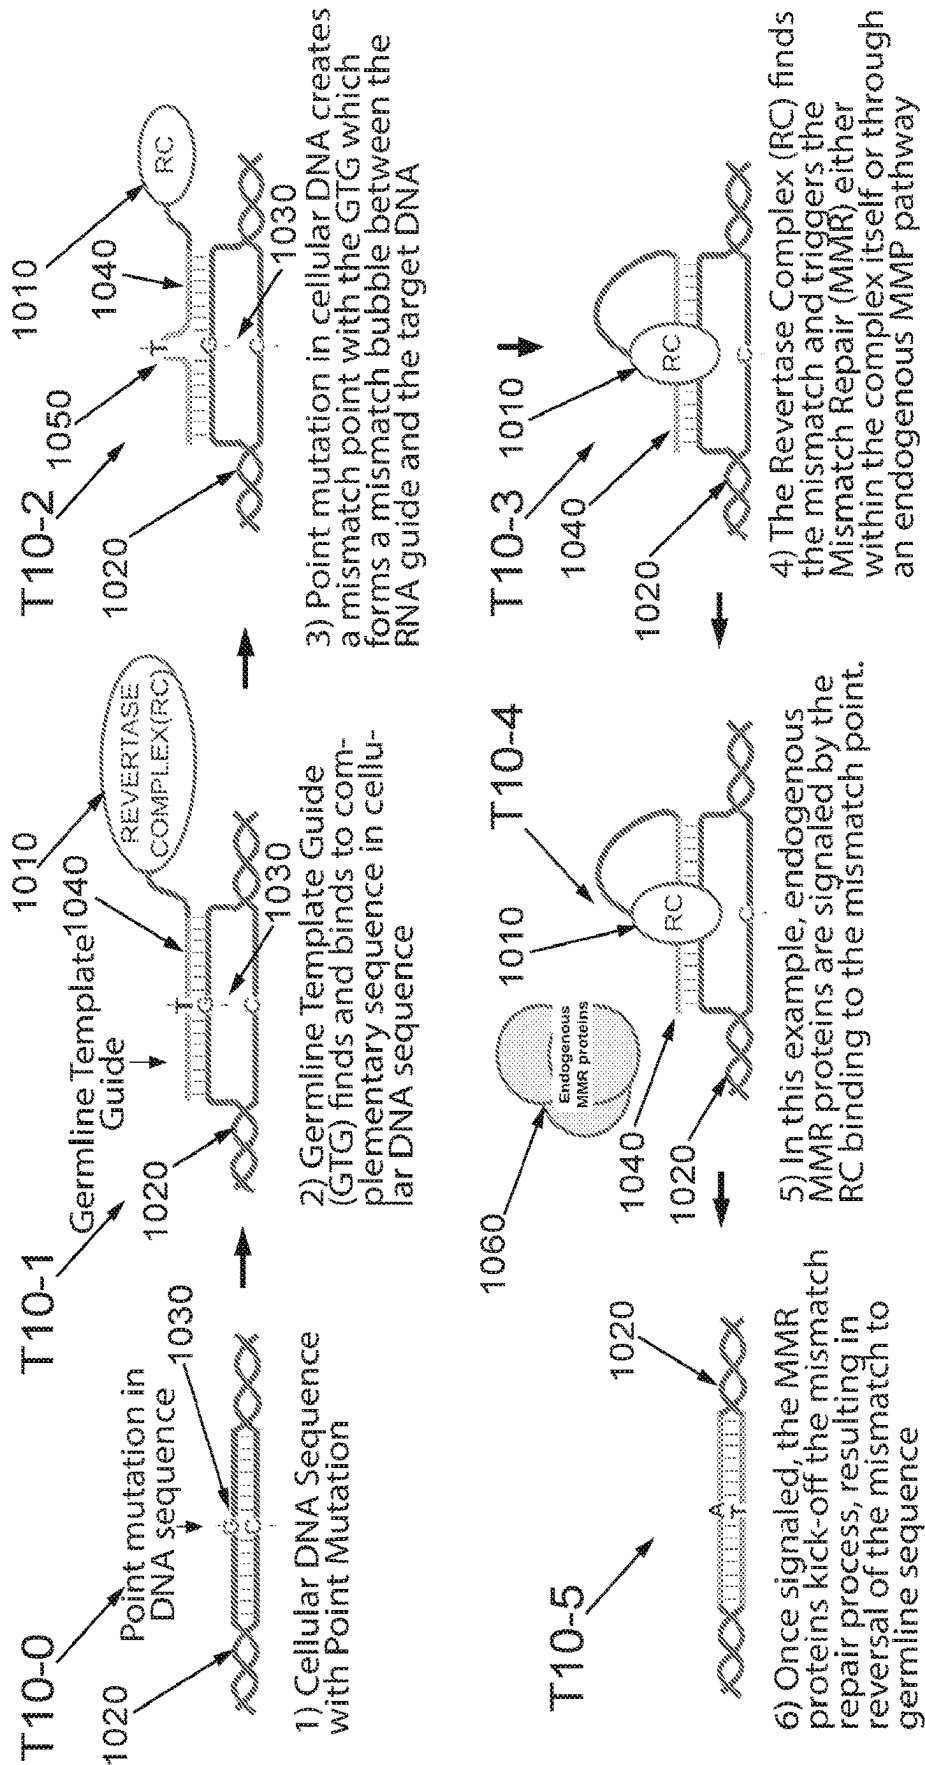 T10-0
Point mutation in
DNA sequence
1020
1030
1) Cellular DNA Sequence
with Point Mutation
T10-1
Germline Template
Guide
1010
1040
REVERTASE
COMPLEX(RC)
T
1020
1030
2) Germline Template Guide
(GTG) finds and binds to com-
plementary sequence in cellu-
lar DNA sequence
T10-2
1010
1040
1050
RC
T
1020
1030
3) Point mutation in cellular DNA creates
a mismatch point with the GTG which
forms a mismatch bubble between the
RNA guide and the target DNA
T10-3
1010
1040
RC
1020
4) The Revertase Complex (RC) finds
the mismatch and triggers the
Mismatch Repair (MMR) either
within the complex itself or through
an endogenous MMP pathway
T10-4
1010
1060
Endogenous
MMR proteins
RC
1040
1020
5) In this example, endogenous
MMR proteins are signaled by the
RC binding to the mismatch point.
T10-5
1020
A
T
6) Once signaled, the MMR
proteins kick-off the mismatch
repair process, resulting in
reversal of the mismatch to
germline sequence